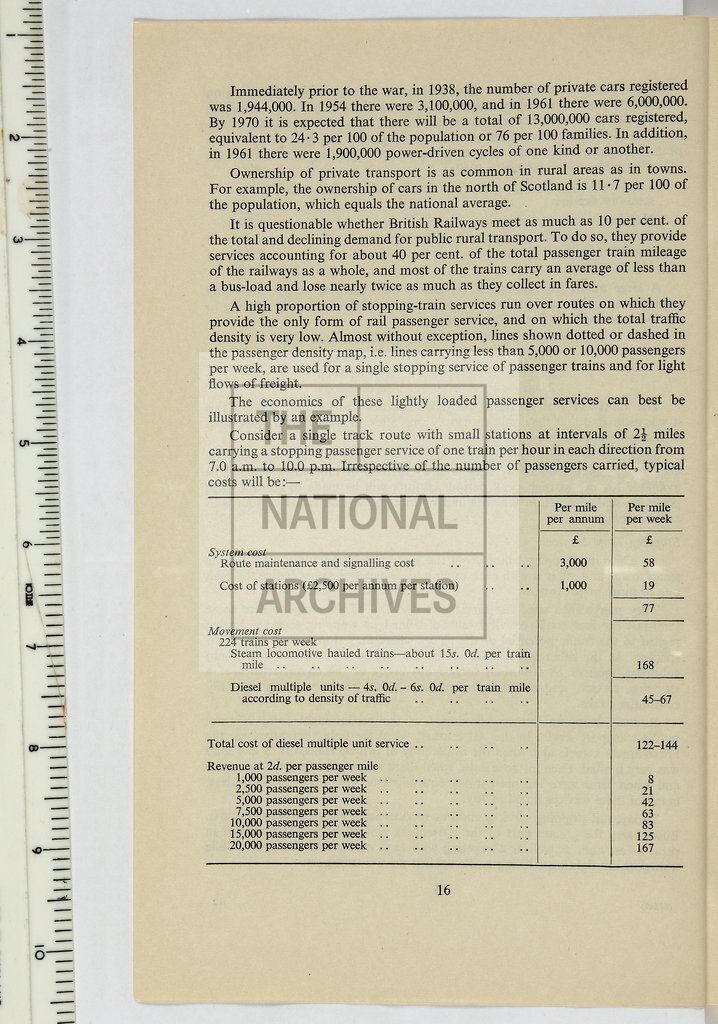 Immediately prior to the war, in 1938, the number of private cars registered
was 1,944,000. In 1954 there were 3,100,000, and in 1961 there were 6,000,000.
By 1970 it is expected that there will be a total of 13,000,000 cars registered,
equivalent to 24·3 per 100 of the population or 76 per 100 families. In addition,
in 1961 there were 1,900,000 power-driven cycles of one kind or another.
Ownership of private transport is as common in rural areas as in towns.
For example, the ownership of cars in the north of Scotland is 11·7 per 100 of
the population, which equals the national average.
It is questionable whether British Railways meet as much as 10 per cent. of
the total and declining demand for public rural transport. To do so, they provide
services accounting for about 40 per cent. of the total passenger train mileage
of the railways as a whole, and most of the trains carry an average of less than
a bus-load and lose nearly twice as much as they collect in fares.
A high proportion of stopping-train services run over routes on which they
provide the only form of rail passenger service, and on which the total traffic
density is very low. Almost without exception, lines shown dotted or dashed in
the passenger density map, i.e. lines carrying less than 5,000 or 10,000 passengers
per week, are used for a single stopping service of passenger trains and for light
flows of freight.
The economics of these lightly loaded passenger services can best be
illustrated by an example.
Consider a single track route with small stations at intervals of 2½ miles
carrying a stopping passenger service of one train per hour in each direction from
7.0 a.m. to 10.0 p.m. Irrespective of the number of passengers carried, typical
costs will be:—
Per mile Per mile
per annum per week
£ £
System cost
Route maintenance and signalling cost .. .. .. 3,000 58
Cost of stations (£2,500 per annum per station) .. .. 1,000 19
77
Movement cost
224 trains per week
Steam locomotive hauled trains—about 15s. 0d. per train
mile .. .. .. .. .. .. .. .. 168
Diesel multiple units — 4s. 0d. – 6s. 0d. per train mile
according to density of traffic .. .. .. .. 45–67
Total cost of diesel multiple unit service .. .. .. .. 122–144
Revenue at 2d. per passenger mile
1,000 passengers per week .. .. .. .. .. 8
2,500 passengers per week .. .. .. .. .. 21
5,000 passengers per week .. .. .. .. .. 42
7,500 passengers per week .. .. .. .. .. 63
10,000 passengers per week .. .. .. .. .. 83
15,000 passengers per week .. .. .. .. .. 125
20,000 passengers per week .. .. .. .. .. 167
16
THE
NATIONAL
ARCHIVES
1
2
3
4
5
6
7
8
9
10